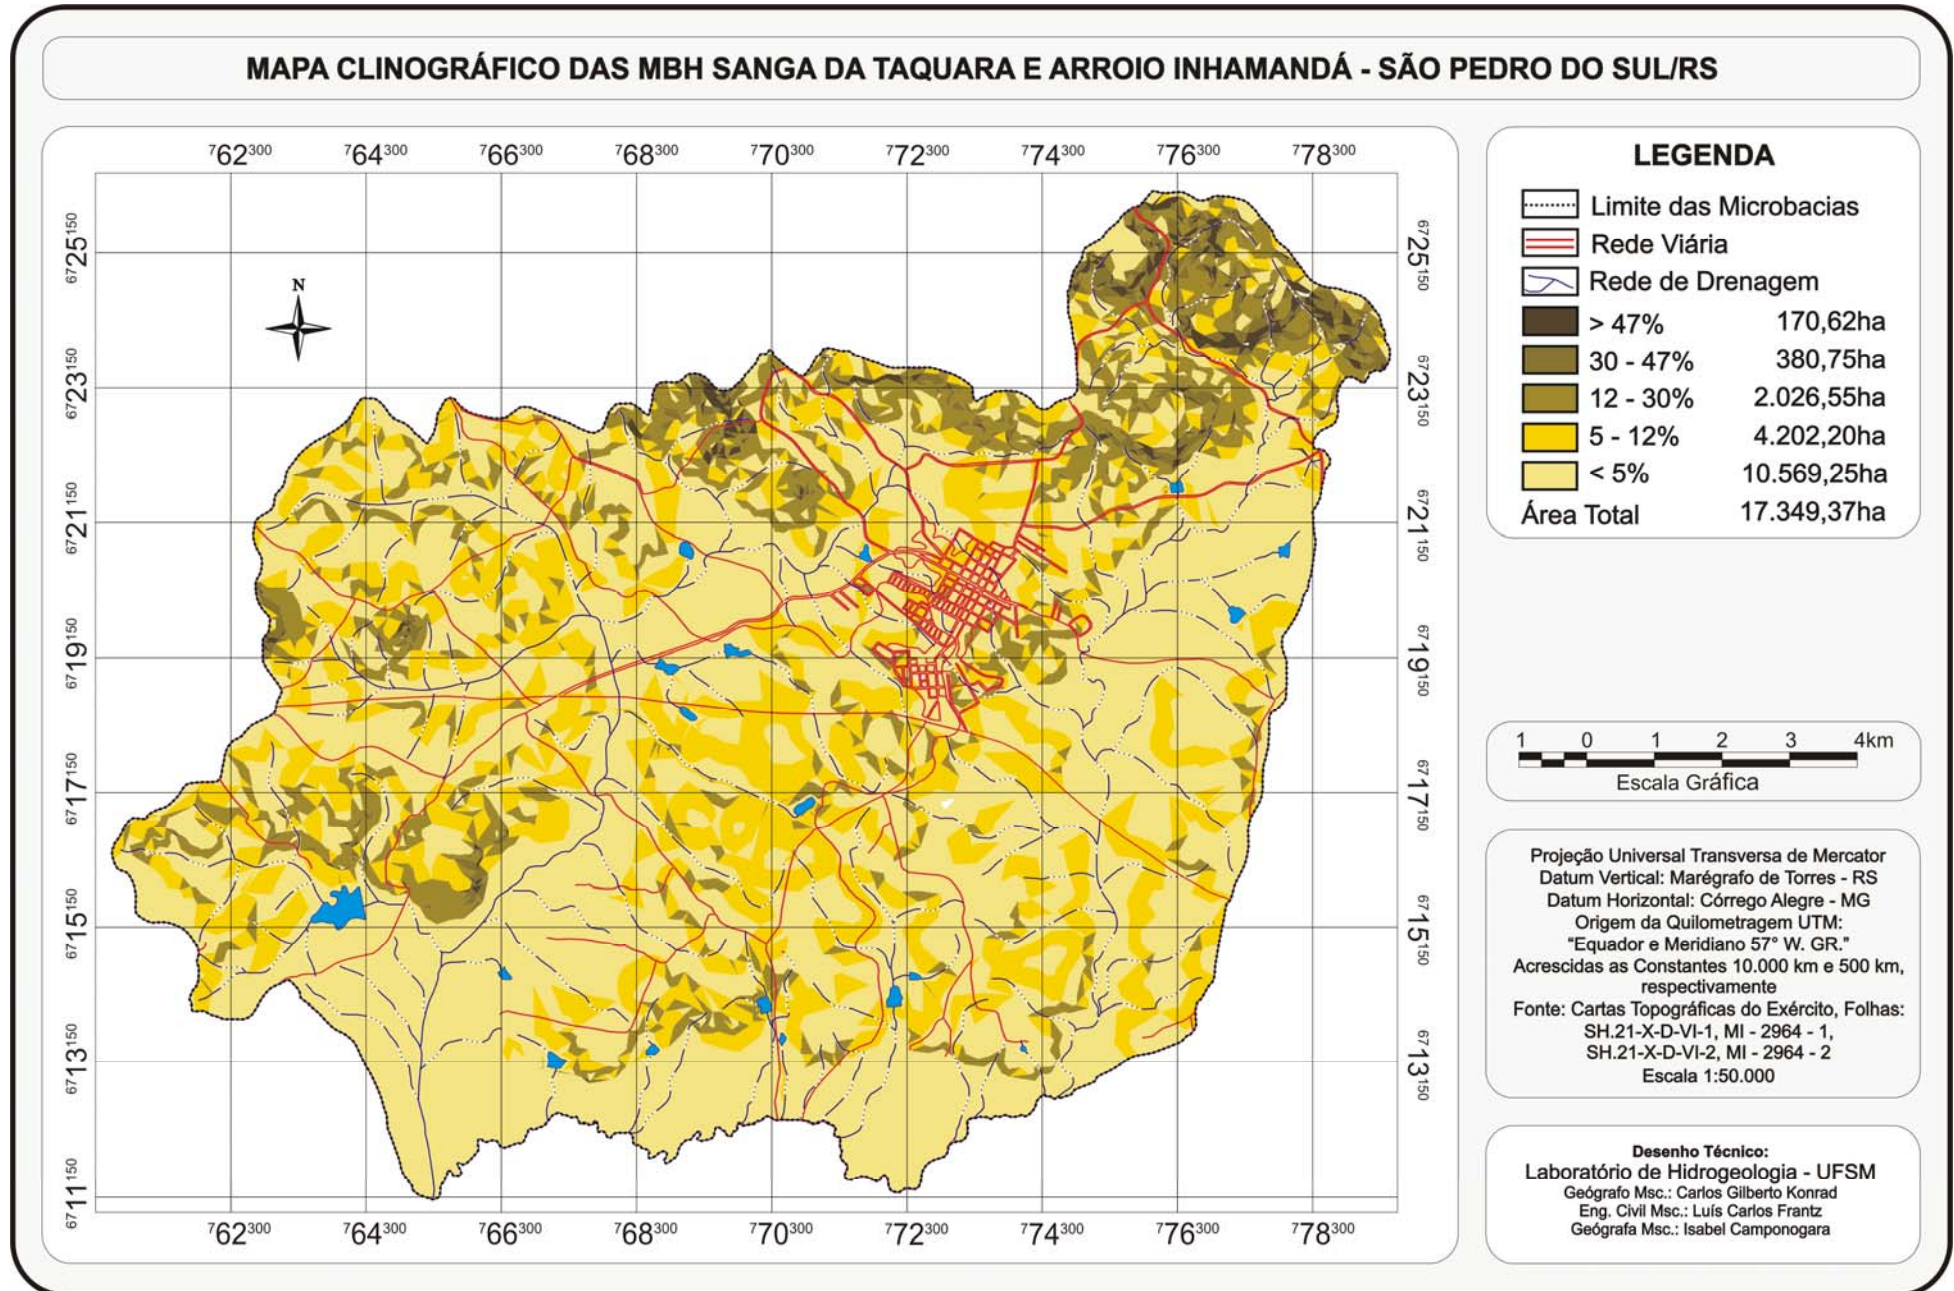 MAPA CLINOGRÁFICO DAS MBH SANGA DA TAQUARA E ARROIO INHAMANDÁ - SÃO PEDRO DO SUL/RS
762300 764300 766300 768300 770300 772300 774300 776300 778300
6725150
6723150
6721150
6719150
6717150
6715150
6713150
6711150
N
6725150
6723150
6721150
6719150
6717150
6715150
6713150
762300 764300 766300 768300 770300 772300 774300 776300 778300
LEGENDA
Limite das Microbacias
Rede Viária
Rede de Drenagem
> 47% 170,62ha
30 - 47% 380,75ha
12 - 30% 2.026,55ha
5 - 12% 4.202,20ha
< 5% 10.569,25ha
Área Total 17.349,37ha
1 0 1 2 3 4km
Escala Gráfica
Projeção Universal Transversa de Mercator
Datum Vertical: Marégrafo de Torres - RS
Datum Horizontal: Córrego Alegre - MG
Origem da Quilometragem UTM:
"Equador e Meridiano 57° W. GR."
Acrescidas as Constantes 10.000 km e 500 km,
respectivamente
Fonte: Cartas Topográficas do Exército, Folhas:
SH.21-X-D-VI-1, MI - 2964 - 1,
SH.21-X-D-VI-2, MI - 2964 - 2
Escala 1:50.000
Desenho Técnico:
Laboratório de Hidrogeologia - UFSM
Geógrafo Msc.: Carlos Gilberto Konrad
Eng. Civil Msc.: Luís Carlos Frantz
Geógrafa Msc.: Isabel Camponogara